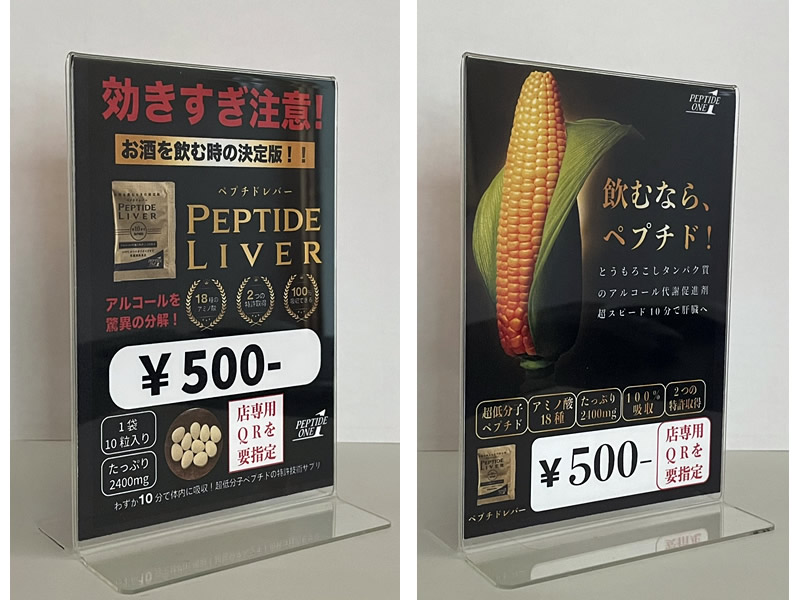 効きすぎ注意!
お酒を飲む時の決定版！！
ペプチドレバー
PEPTIDE
LIVER
PEPTIDE
LIVER
アルコールを
驚異の分解！
18種の
アミノ酸
2つの
特許取得
100%
¥500-
1袋
10粒入り
たっぷり
2400mg
店専用
QRを
要指定
PEPTIDE
ONE 1
わずか10分で体内に吸収！超低分子ペプチドの特許技術サプリ
PEPTIDE
ONE 1
飲むなら、
ペプチド！
とうもろこしタンパク質
のアルコール代謝促進剤
超スピード10分で肝臓へ
超低分子
ペプチド
アミノ酸
18種
たっぷり
2400mg
100%
吸収
2つの
特許取得
PEPTIDE
LIVER
ペプチドレバー
¥500-
店専用
QRを
要指定